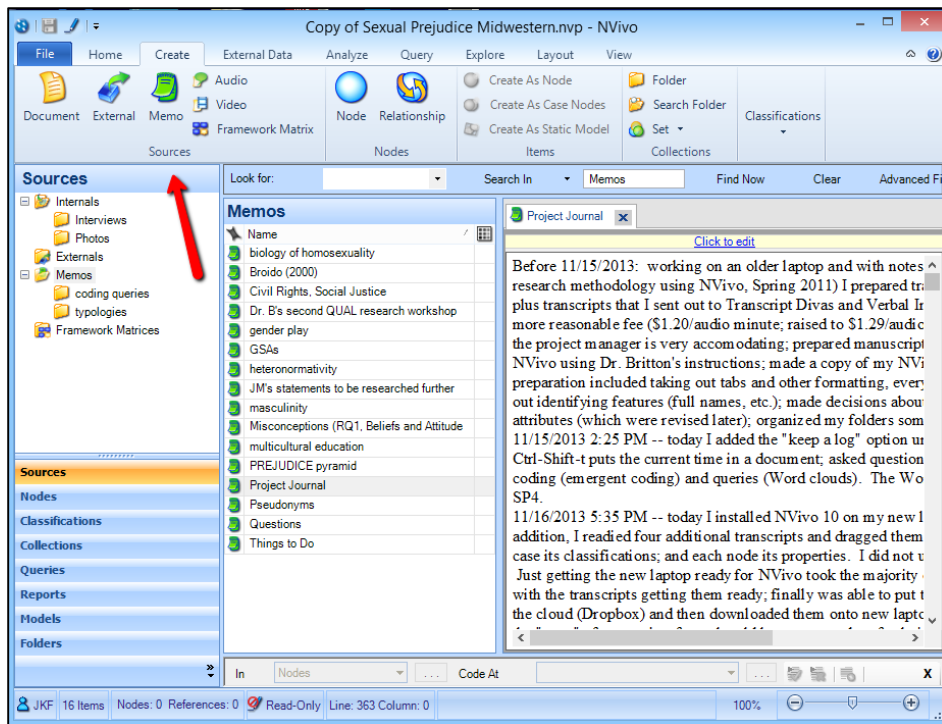 Copy of Sexual Prejudice Midwestern.nvp - NVivo
File Home Create External Data Analyze Query Explore Layout View
Document External Memo Audio Video Framework Matrix
Sources
Node Relationship
Nodes
Create As Node
Create As Case Nodes
Create As Static Model
Items
Folder
Search Folder
Set
Collections
Classifications
Sources
Internals
Interviews
Photos
Externals
Memos
coding queries
typologies
Framework Matrices
Sources
Nodes
Classifications
Collections
Queries
Reports
Models
Folders
Look for: Search In Memos Find Now Clear Advanced Fi
Memos
Name
biology of homosexuality
Broido (2000)
Civil Rights, Social Justice
Dr. B's second QUAL research workshop
gender play
GSAs
heteronormativity
JM's statements to be researched further
masculinity
Misconceptions (RQ1, Beliefs and Attitude
multicultural education
PREJUDICE pyramid
Project Journal
Pseudonyms
Questions
Things to Do
Project Journal x
Click to edit
Before 11/15/2013: working on an older laptop and with notes
research methodology using NVivo, Spring 2011) I prepared tra
plus transcripts that I sent out to Transcript Divas and Verbal In
more reasonable fee ($1.20/audio minute; raised to $1.29/audio
the project manager is very accomodating; prepared manuscript
NVivo using Dr. Britton's instructions; made a copy of my NVi
preparation included taking out tabs and other formatting, every
out identifying features (full names, etc.); made decisions abou
attributes (which were revised later); organized my folders som
11/15/2013 2:25 PM -- today I added the "keep a log" option un
Ctrl-Shift-t puts the current time in a document; asked question
coding (emergent coding) and queries (Word clouds). The Wo
SP4.
11/16/2013 5:35 PM -- today I installed NVivo 10 on my new l
addition, I readied four additional transcripts and dragged them
case its classifications; and each node its properties. I did not u
Just getting the new laptop ready for NVivo took the majority
with the transcripts getting them ready; finally was able to put t
the cloud (Dropbox) and then downloaded them onto new lapto
In Nodes ... Code At ... X
JKF 16 Items Nodes: 0 References: 0 Read-Only Line: 363 Column: 0 100%